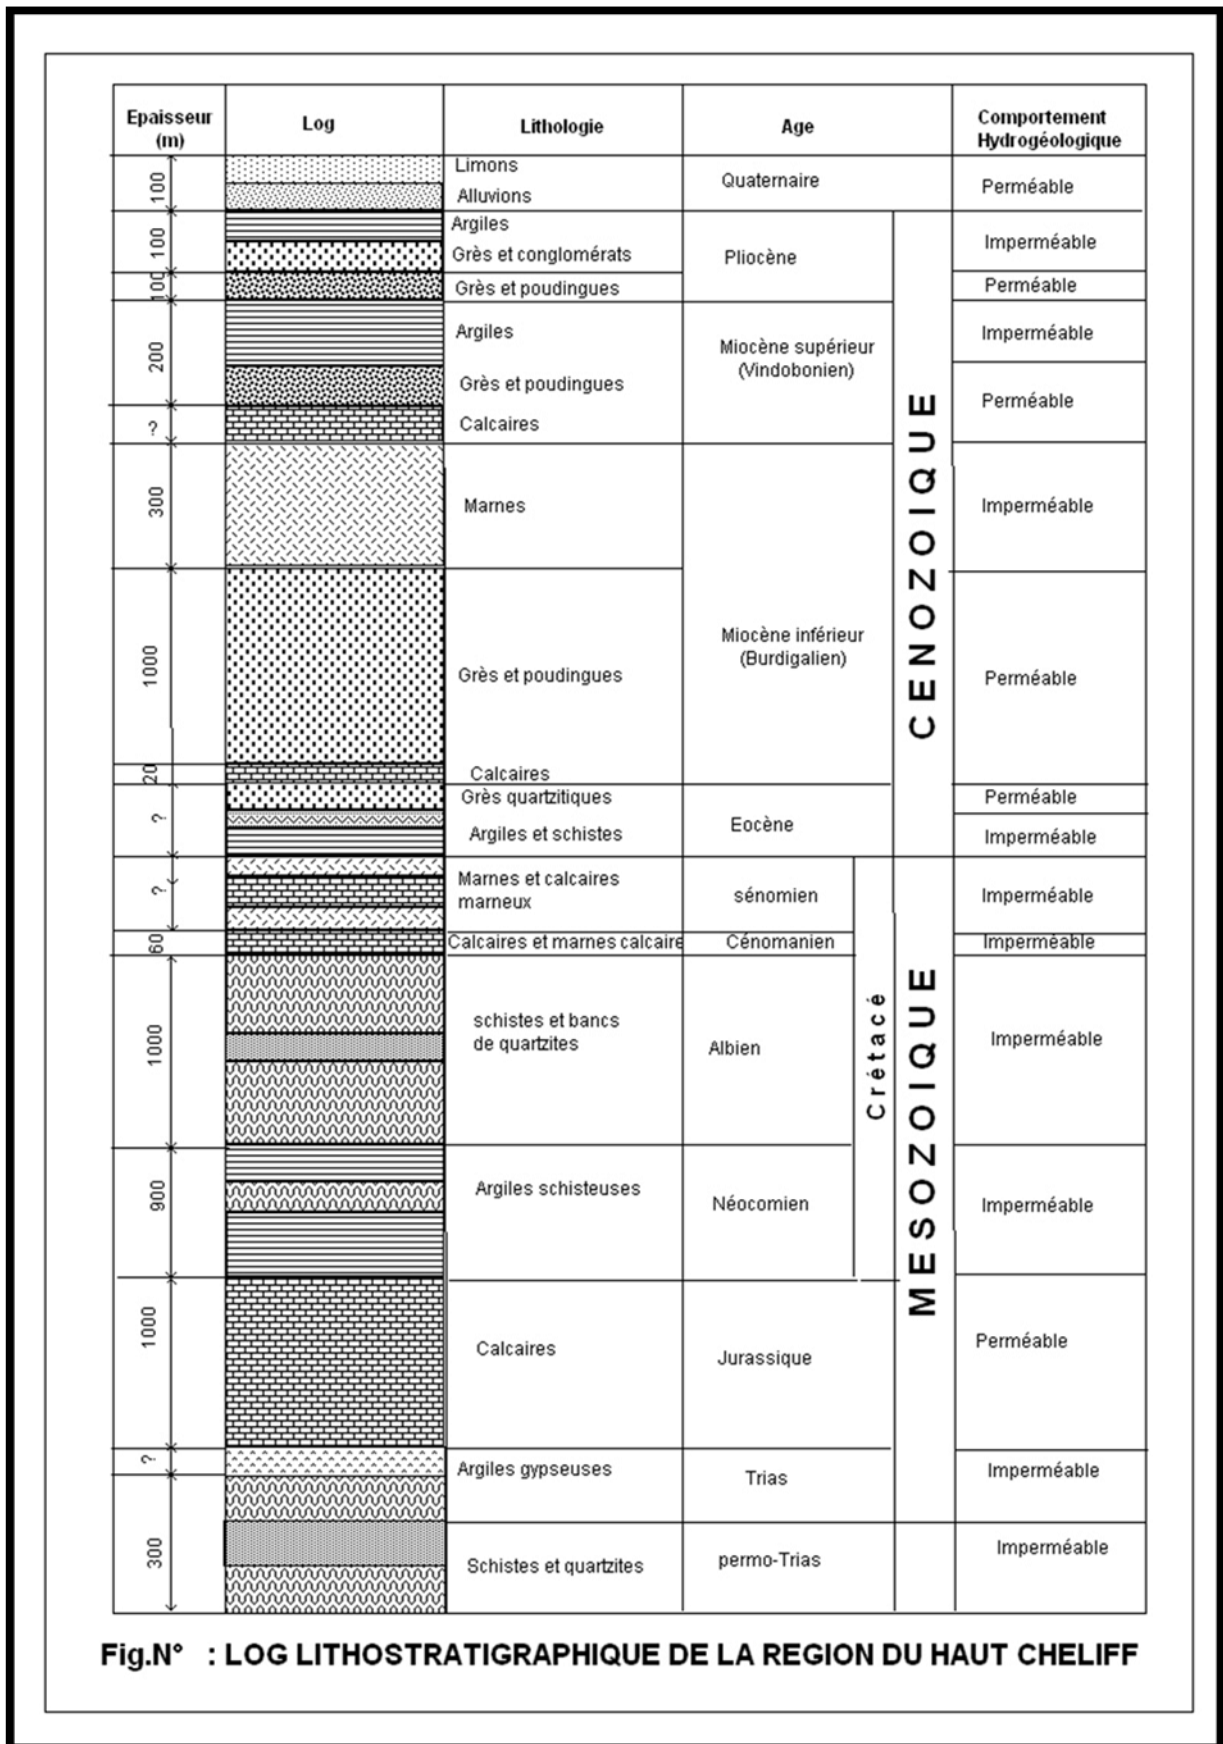 Epaisseur
(m)
Log
Lithologie
Age
Comportement
Hydrogéologique
100
Limons
Alluvions
Quaternaire
Perméable
100
Argiles
Grès et conglomérats
Pliocène
Imperméable
100
Grès et poudingues
Perméable
200
Argiles
Grès et poudingues
Miocène supérieur
(Vindobonien)
Imperméable
Perméable
?
Calcaires
300
Marnes
Imperméable
CENOZOIQUE
1000
Grès et poudingues
Miocène inférieur
(Burdigalien)
Perméable
20
Calcaires
?
Grès quartzitiques
Argiles et schistes
Eocène
Perméable
Imperméable
?
Marnes et calcaires
marneux
sénomien
Imperméable
60
Calcaires et marnes calcaire
Cénomanien
Imperméable
1000
schistes et bancs
de quartzites
Albien
Crétacé
MESOZOIQUE
Imperméable
900
Argiles schisteuses
Néocomien
Imperméable
1000
Calcaires
Jurassique
Perméable
?
Argiles gypseuses
Trias
Imperméable
300
Schistes et quartzites
permo-Trias
Imperméable
Fig.N° : LOG LITHOSTRATIGRAPHIQUE DE LA REGION DU HAUT CHELIFF